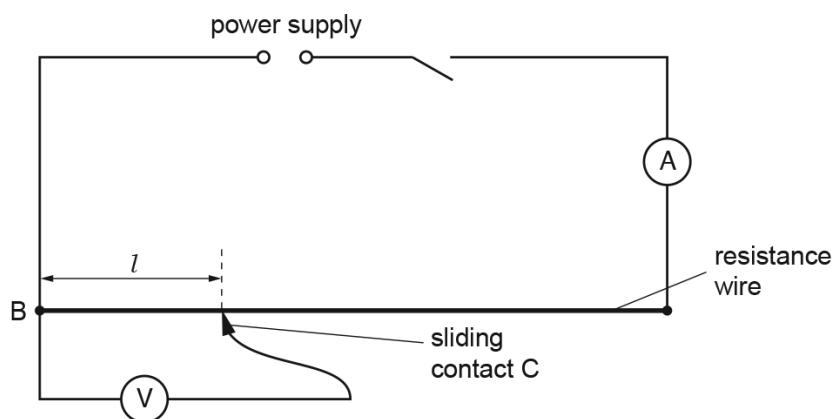 power supply
A
l
resistance
wire
B
sliding
contact C
V